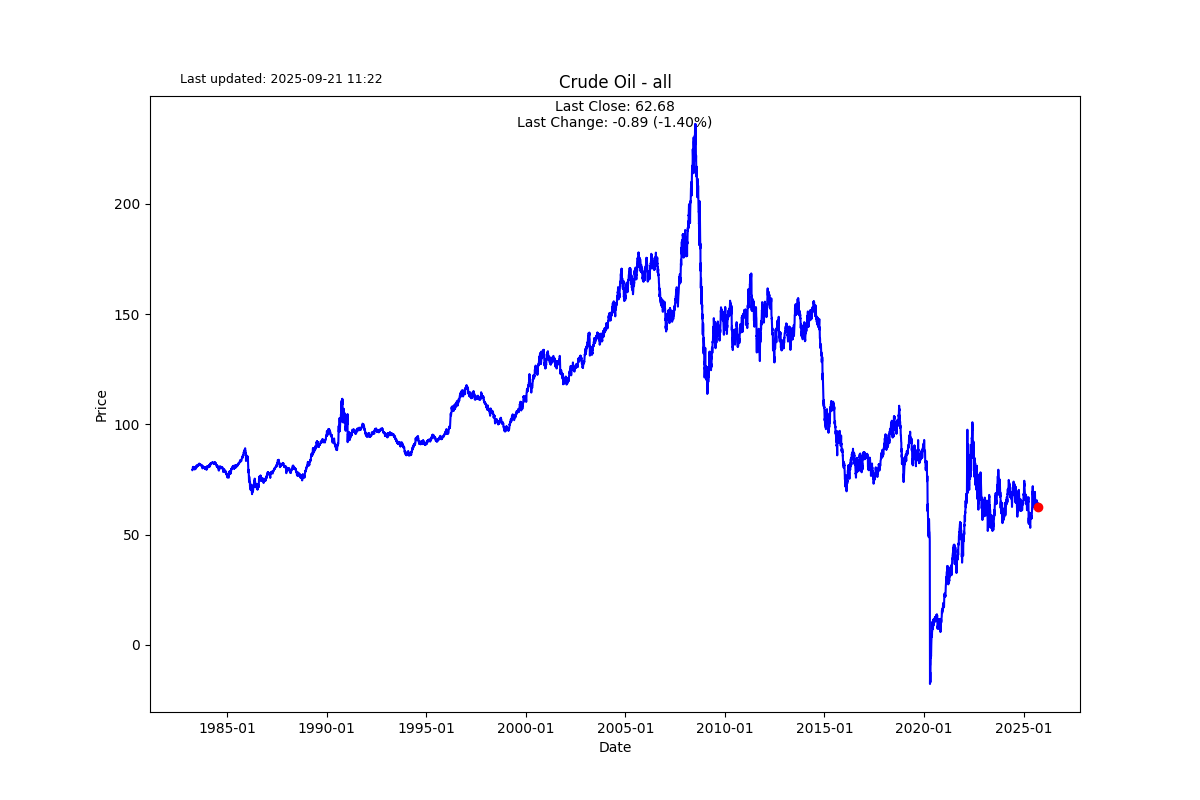 Last updated: 2025-09-21 11:22
Crude Oil - all
Last Close: 62.68
Last Change: -0.89 (-1.40%)
200
150
100
50
0
Price
1985-01 1990-01 1995-01 2000-01 2005-01 2010-01 2015-01 2020-01 2025-01
Date